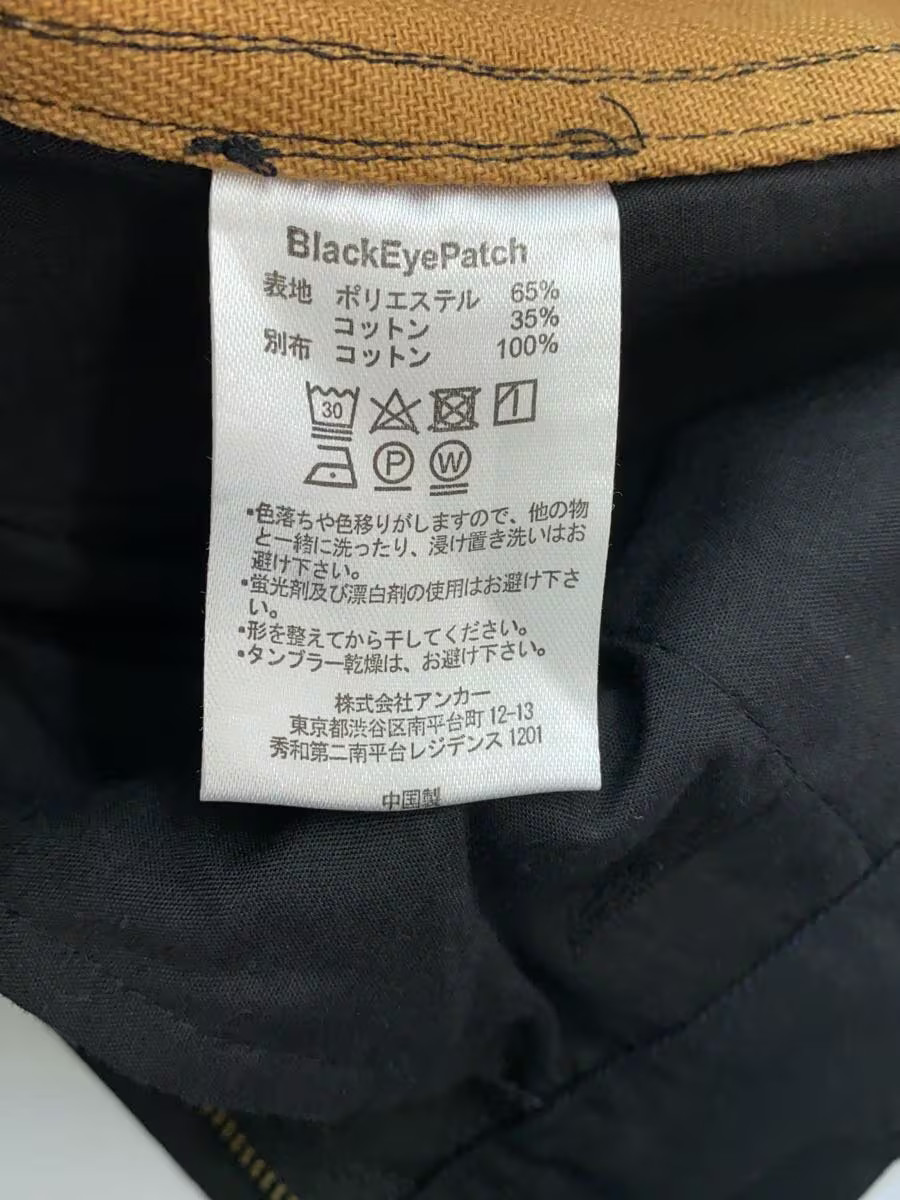 BlackEyePatch
表地 ポリエステル 65%
コットン 35%
別布 コットン 100%
30
P W
•色落ちや色移りがしますので、他の物
と一緒に洗ったり、浸け置き洗いはお
避け下さい。
•蛍光剤及び漂白剤の使用はお避け下さ
い。
•形を整えてから干してください。
•タンブラー乾燥は、お避け下さい。
株式会社アンカー
東京都渋谷区南平台町 12-13
秀和第二南平台レジデンス 1201
中国製